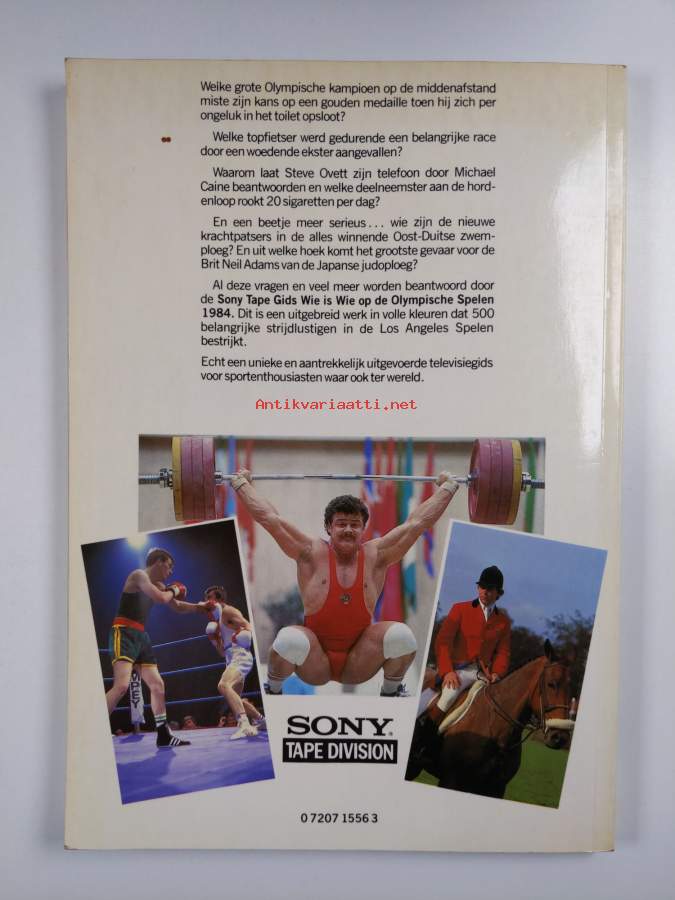 Welke grote Olympische kampioen op de middenafstand
miste zijn kans op een gouden medaille toen hij zich per
ongeluk in het toilet opsloot?
Welke topfietser werd gedurende een belangrijke race
door een woedende ekster aangevallen?
Waarom laat Steve Ovett zijn telefoon door Michael
Caine beantwoorden en welke deelneemster aan de hord-
enloop rookt 20 sigaretten per dag?
En een beetje meer serieus... wie zijn de nieuwe
krachtpatsers in de alles winnende Oost-Duitse zwem-
ploeg? En uit welke hoek komt het grootste gevaar voor de
Brit Neil Adams van de Japanse judoploeg?
Al deze vragen en veel meer worden beantwoord door
de Sony Tape Gids Wie is Wie op de Olympische Spelen
1984. Dit is een uitgebreid werk in volle kleuren dat 500
belangrijke strijdlustigen in de Los Angeles Spelen
bestrijkt.
Echt een unieke en aantrekkelijk uitgevoerde televisiegids
voor sportenthousiasten waar ook ter wereld.
Antikvariaatti.net
MPEY
SONY®
TAPE DIVISION
0 7207 1556 3